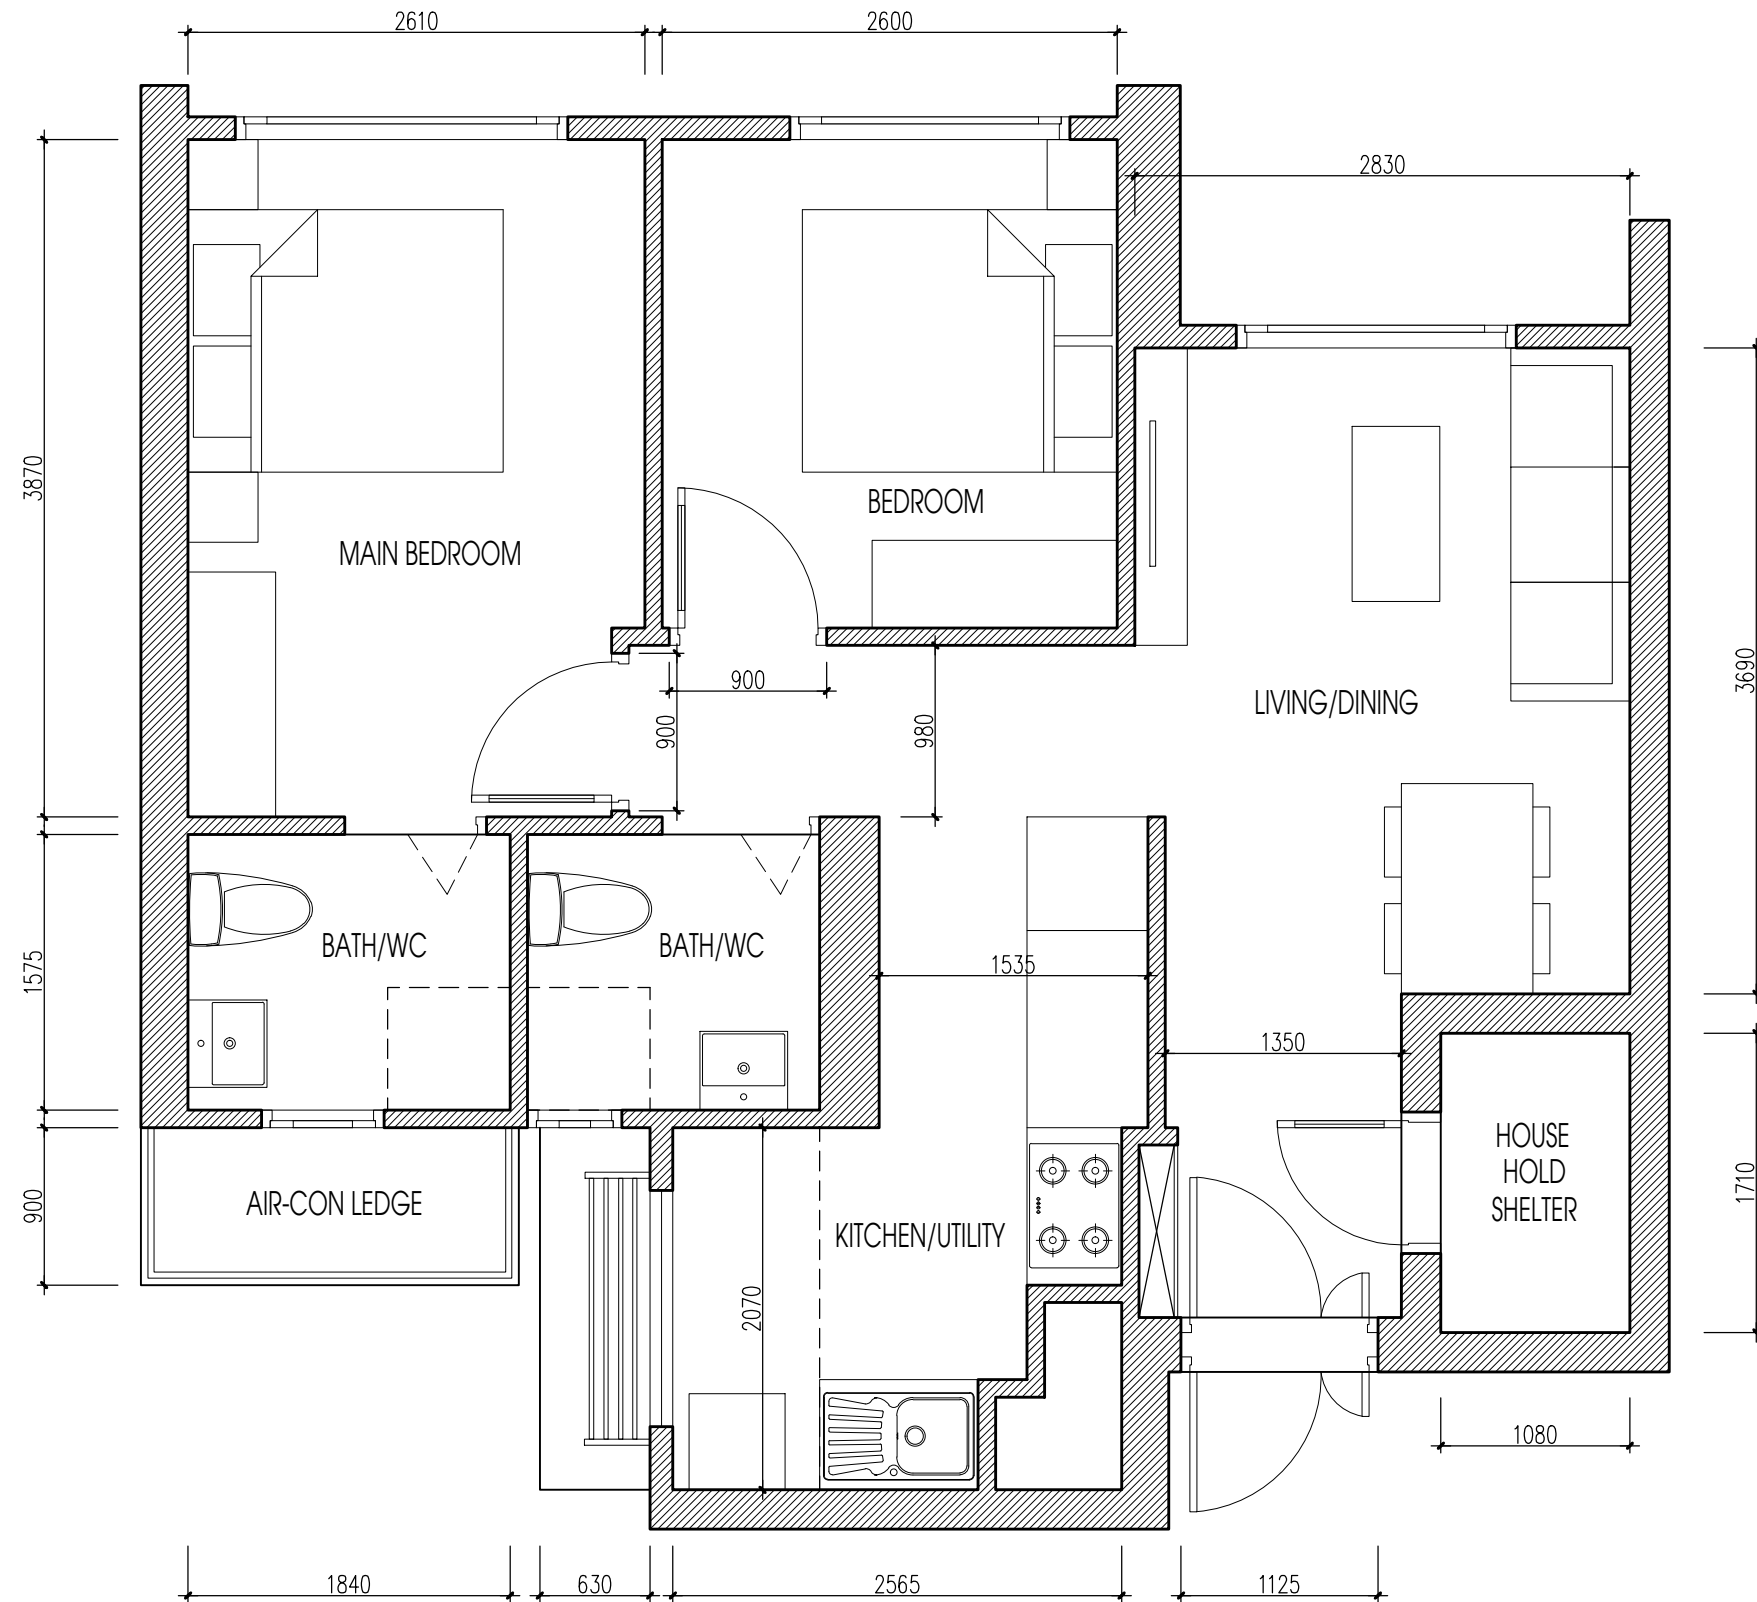 2610
2600
2830
3870
BEDROOM
MAIN BEDROOM
900
900
980
LIVING/DINING
3690
BATH/WC
BATH/WC
1575
1535
1350
HOUSE
HOLD
SHELTER
1710
AIR-CON LEDGE
900
KITCHEN/UTILITY
2070
1080
1840
630
2565
1125